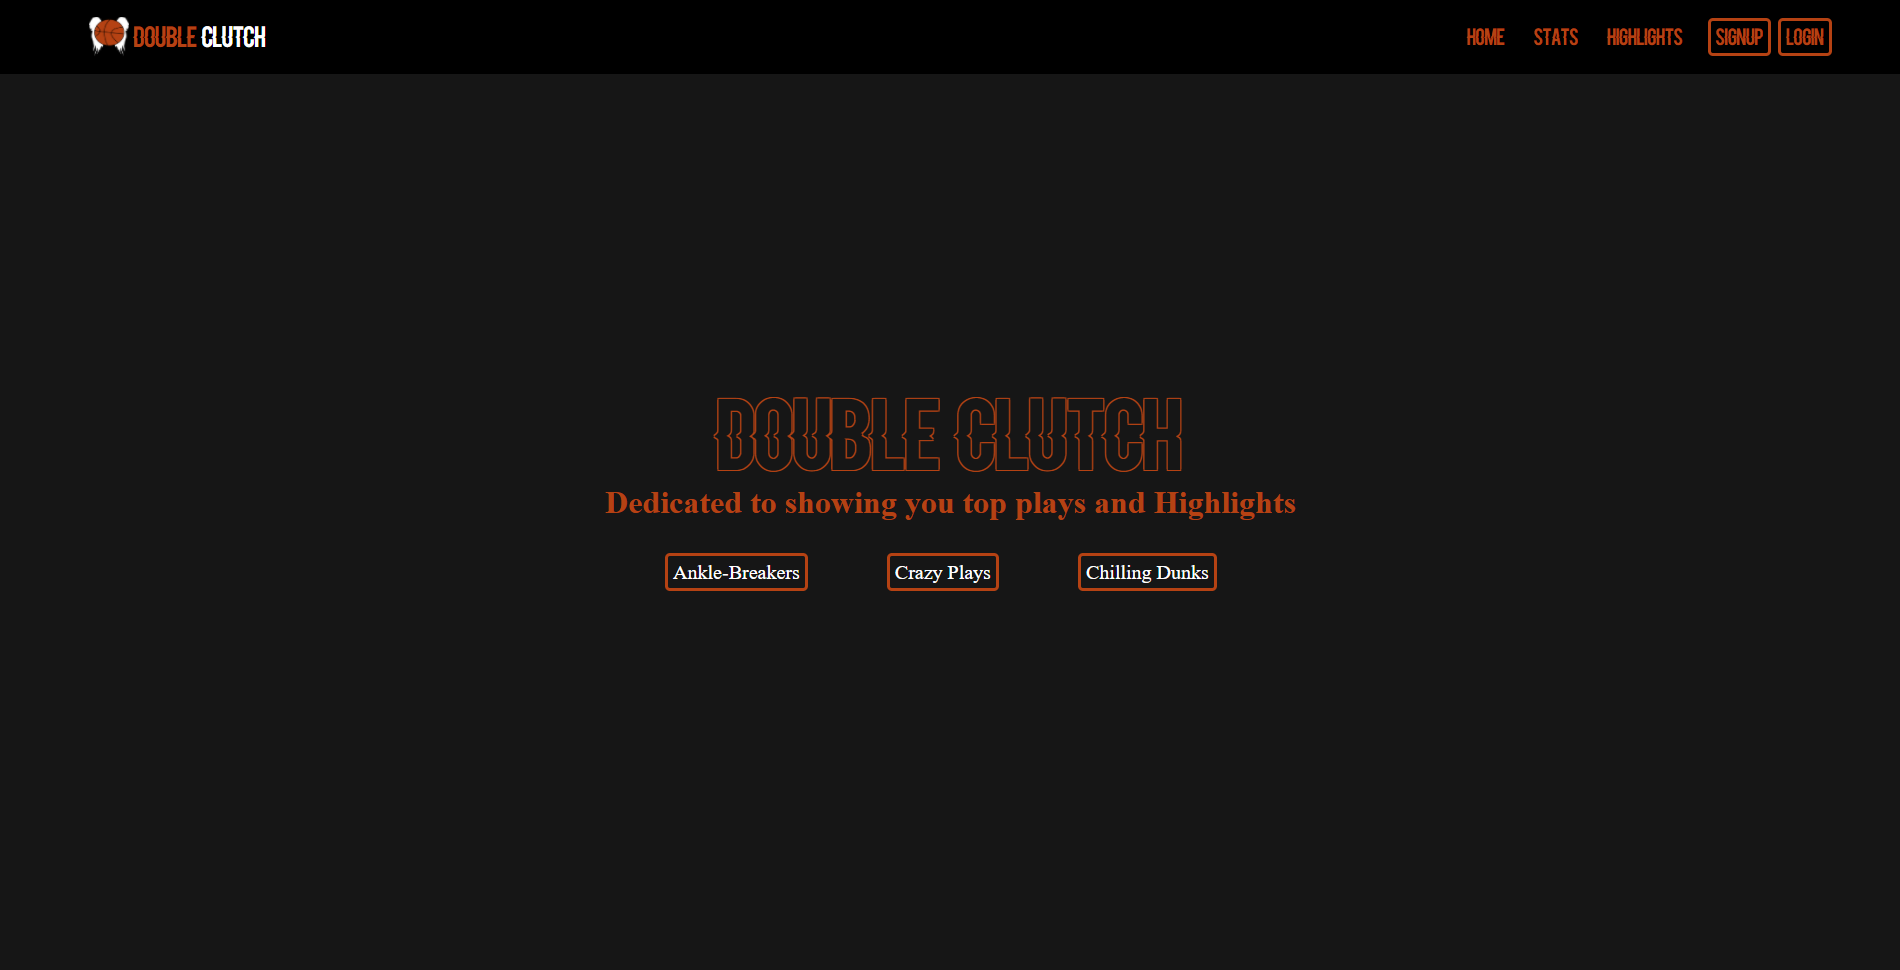 DOUBLE CLUTCH
HOME STATS HIGHLIGHTS SIGNUP LOGIN
DOUBLE CLUTCH
Dedicated to showing you top plays and Highlights
Ankle-Breakers Crazy Plays Chilling Dunks